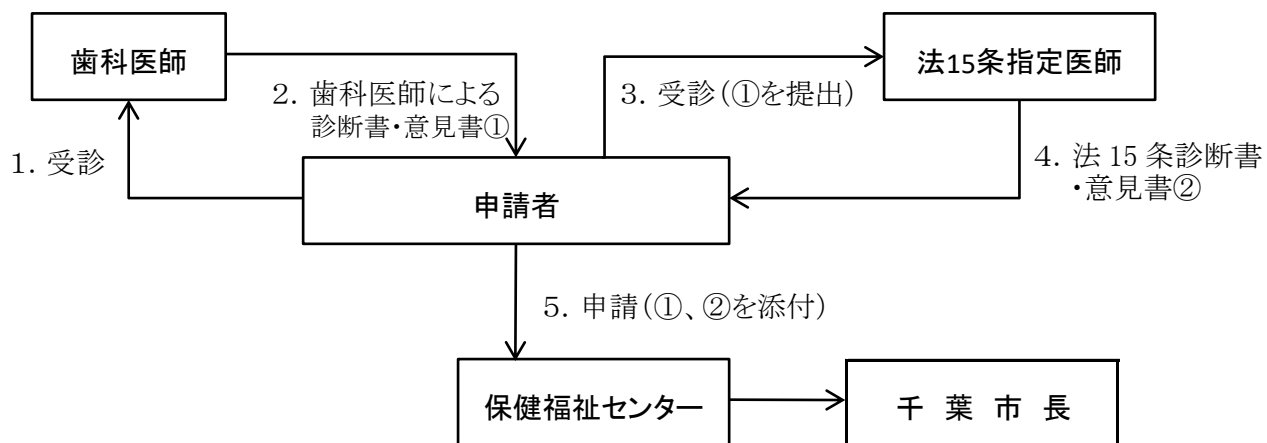 歯科医師
法15条指定医師
2. 歯科医師による
診断書・意見書①
3. 受診(①を提出)
1. 受診
4. 法 15 条診断書
・意見書②
申請者
5. 申請(①、②を添付)
保健福祉センター
千 葉 市 長